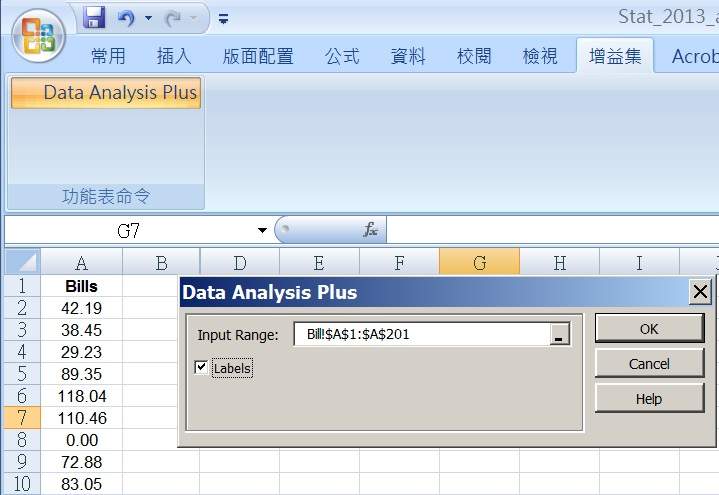 Stat_2013_a
常用 插入 版面配置 公式 資料 校閱 檢視 增益集 Acrob
Data Analysis Plus
功能表命令
G7 fx
A B D E F G H I
1 Bills
2 42.19
3 38.45
4 29.23
5 89.35
6 118.04
7 110.46
8 0.00
9 72.88
10 83.05
Data Analysis Plus
Input Range: Bill!$A$1:$A$201
Labels
OK
Cancel
Help